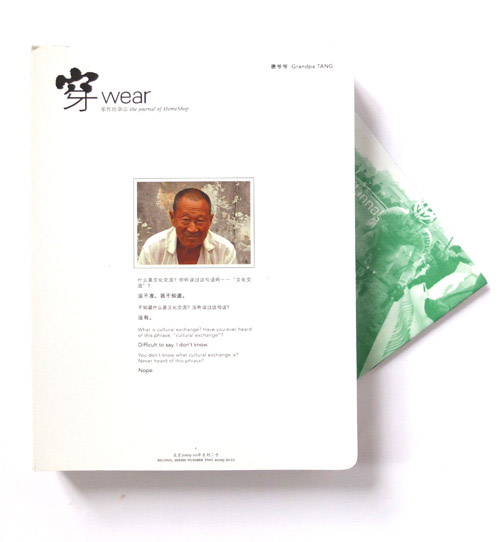 唐爷爷 Grandpa TANG
穿 wear
家作坊杂志 the journal of HomeShop
什么是文化交流？你听说过这句话吗——“文化交
流”？
说不准。我不知道。
不知道什么是文化交流？没听说过这句话？
没有。
What is cultural exchange? Have you ever heard
of this phrase, "cultural exchange"?
Difficult to say. I don't know.
You don't know what cultural exchange is?
Never heard of this phrase?
Nope.
NUMBER TWO